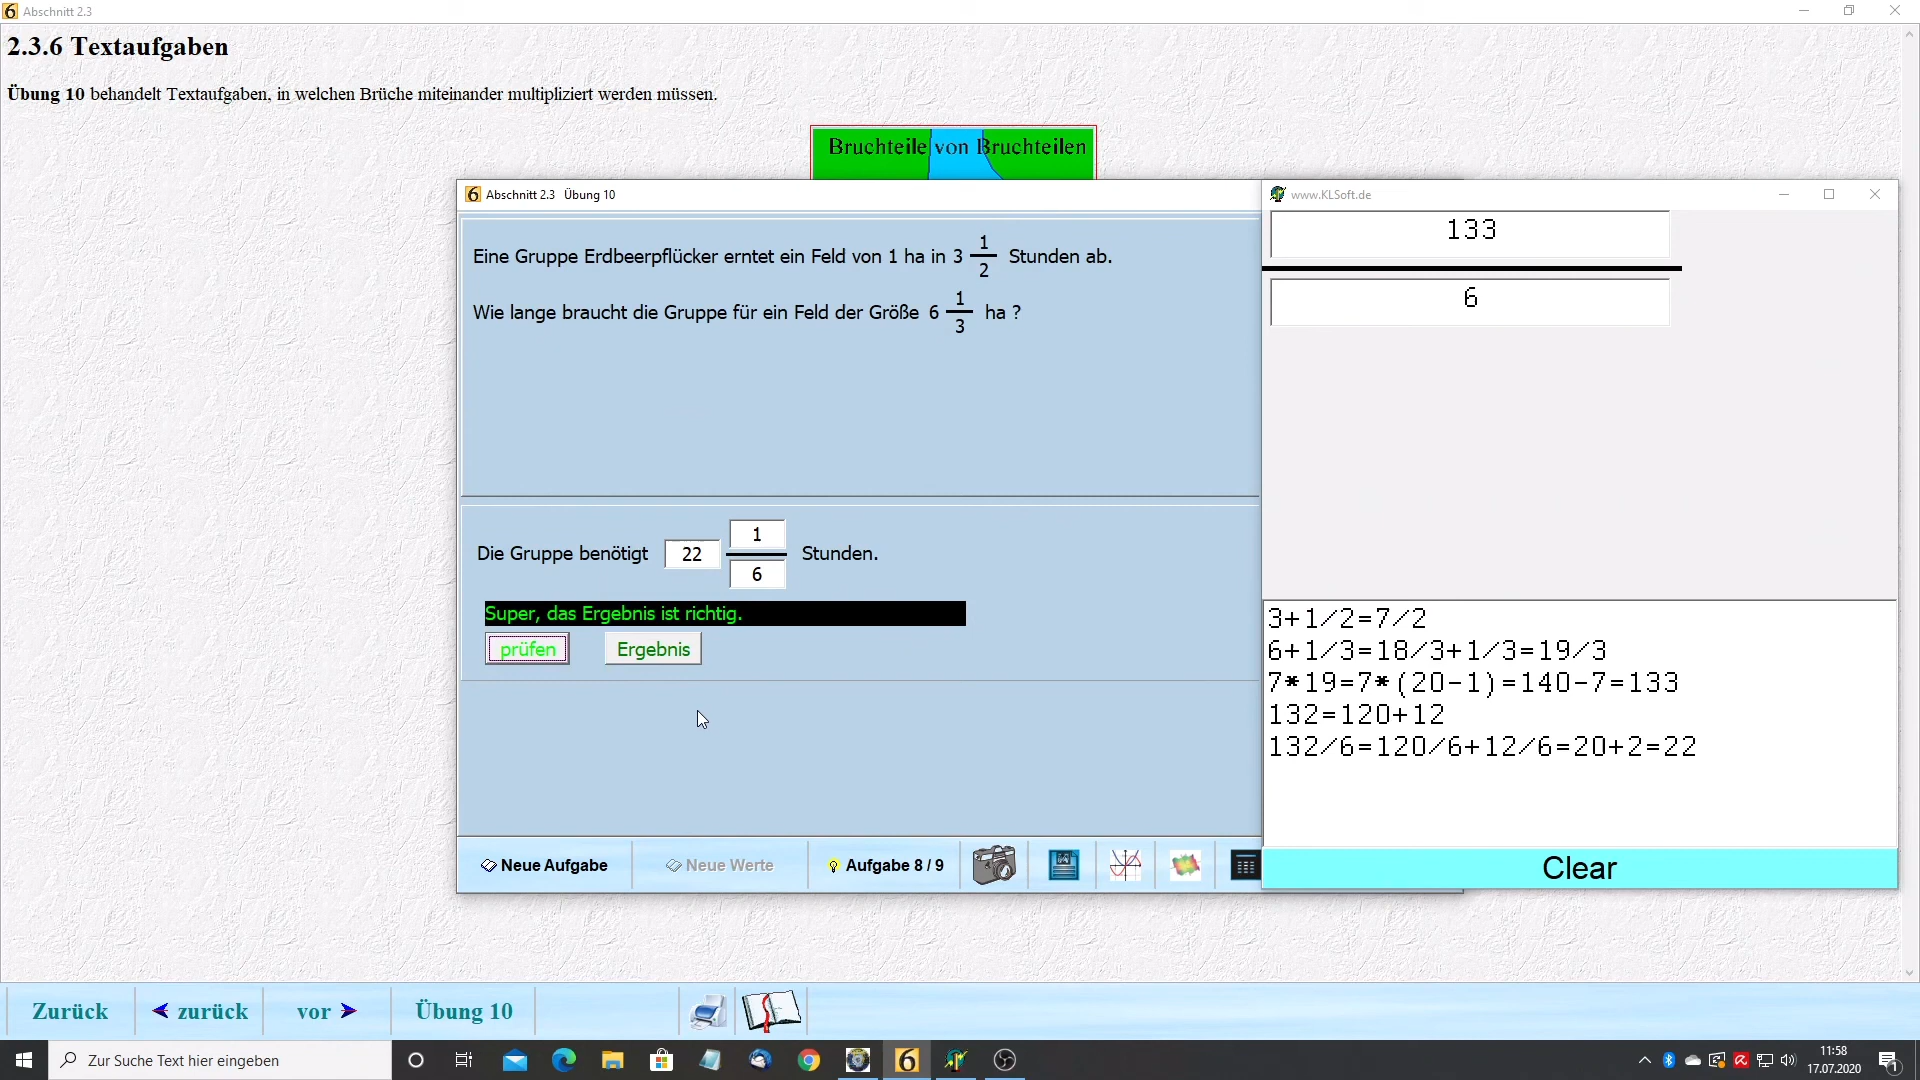 Abschnitt 2.3
2.3.6 Textaufgaben
Übung 10 behandelt Textaufgaben, in welchen Brüche miteinander multipliziert werden müssen.
Bruchteile von Bruchteilen
Abschnitt 2.3 Übung 10
Eine Gruppe Erdbeerpflücker erntet ein Feld von 1 ha in 3 1/2 Stunden ab.
Wie lange braucht die Gruppe für ein Feld der Größe 6 1/3 ha ?
Die Gruppe benötigt 22 1/6 Stunden.
Super, das Ergebnis ist richtig.
prüfen Ergebnis
Neue Aufgabe Neue Werte Aufgabe 8 / 9
www.KLSoft.de
133
6
3+1/2=7/2
6+1/3=18/3+1/3=19/3
7*19=7*(20-1)=140-7=133
132=120+12
132/6=120/6+12/6=20+2=22
Clear
Zurück zurück vor Übung 10
Zur Suche Text hier eingeben
11:58
17.07.2020
1